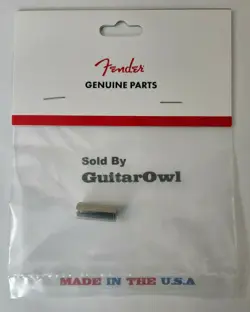 Fender
GENUINE PARTS
Sold By
GuitarOwl
MADE IN THE U.S.A